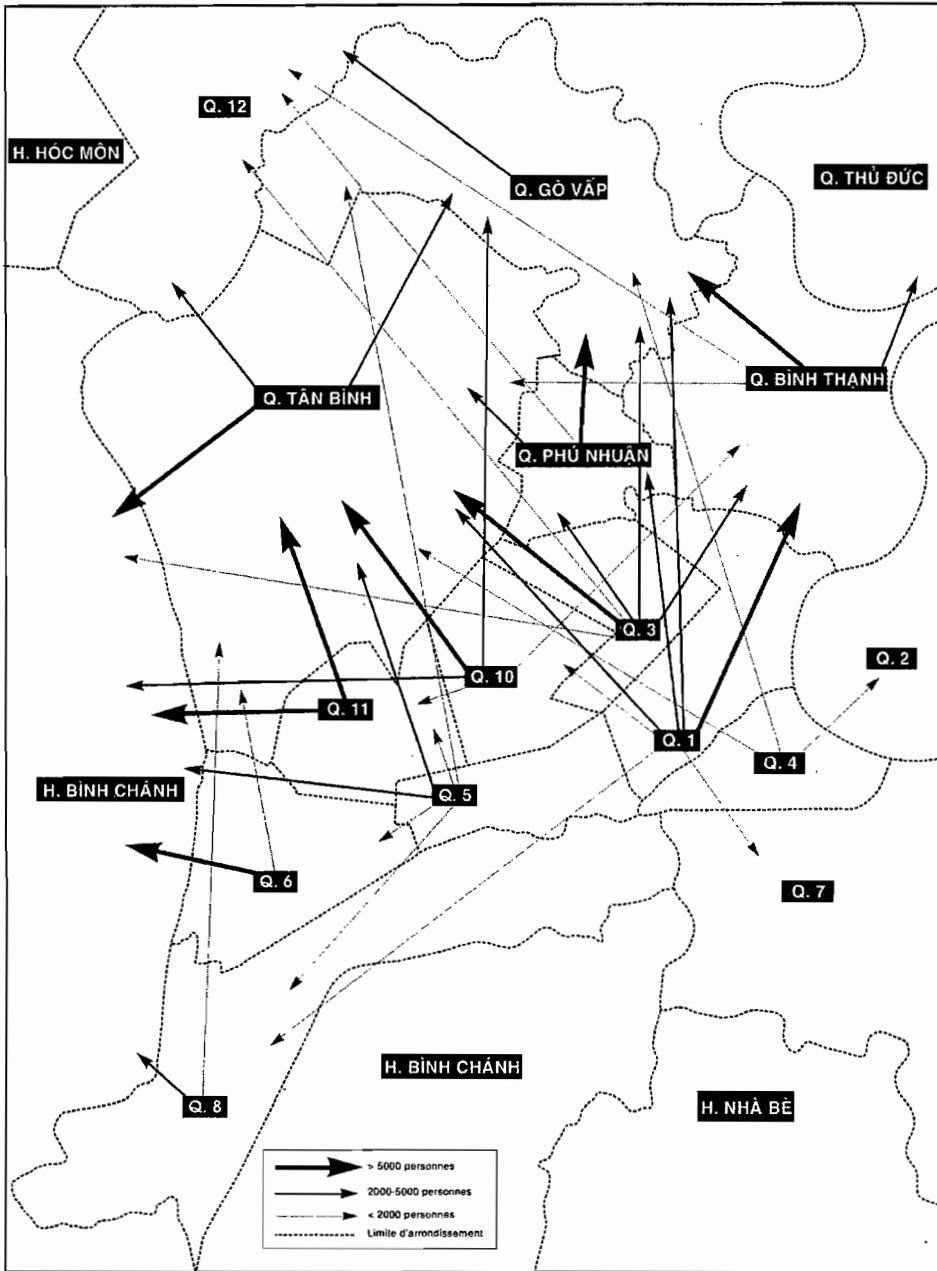 Q. 12
H. HÓC MÔN
Q. GÒ VẤP
Q. THỦ ĐỨC
Q. TÂN BÌNH
Q. BÌNH THẠNH
Q. PHÚ NHUẬN
Q. 3
Q. 2
Q. 10
Q. 11
Q. 1
Q. 4
H. BÌNH CHÁNH
Q. 5
Q. 6
Q. 7
H. BÌNH CHÁNH
Q. 8
H. NHÀ BÈ
> 5000 personnes
2000-5000 personnes
< 2000 personnes
Limite d'arrondissement